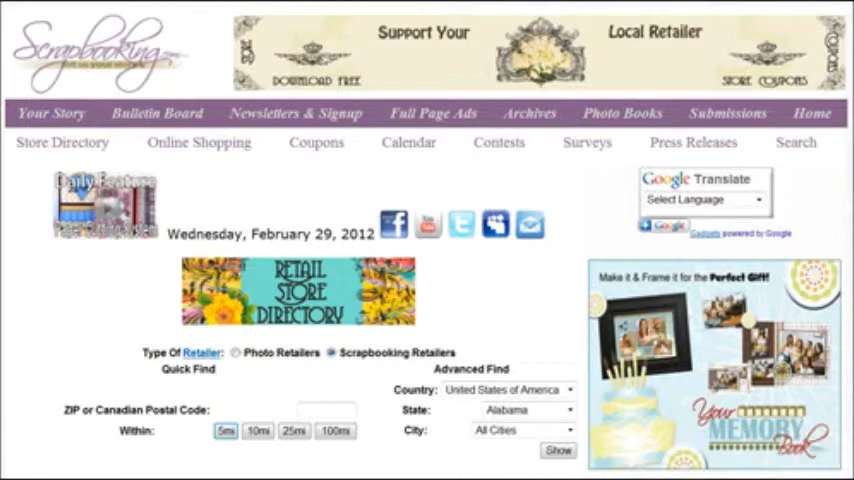 Scrapbooking
Support Your
Local Retailer
DOWNLOAD FREE
STORE COUPONS
Your Story Bulletin Board Newsletters & Signup Full Page Ads Archives Photo Books Submissions Home
Store Directory Online Shopping Coupons Calendar Contests Surveys Press Releases Search
Daily Feature
Google Translate
Select Language
Google
Gadgets powered by Google
Wednesday, February 29, 2012
RETAIL
STORE
DIRECTORY
Make it & Frame it for the Perfect Gift!
Type Of Retailer: Photo Retailers Scrapbooking Retailers
Quick Find
Advanced Find
Country: United States of America
ZIP or Canadian Postal Code:
State: Alabama
Within: 5mi 10mi 25mi 100mi
City: All Cities
Show
Your
MEMORY
Book